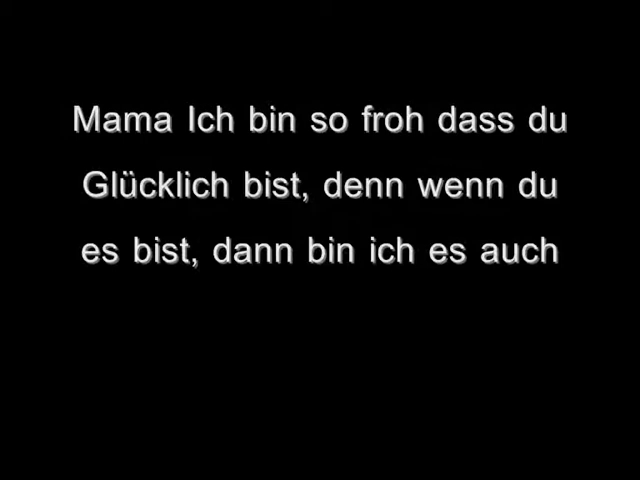 Mama Ich bin so froh dass du
Glücklich bist, denn wenn du
es bist, dann bin ich es auch